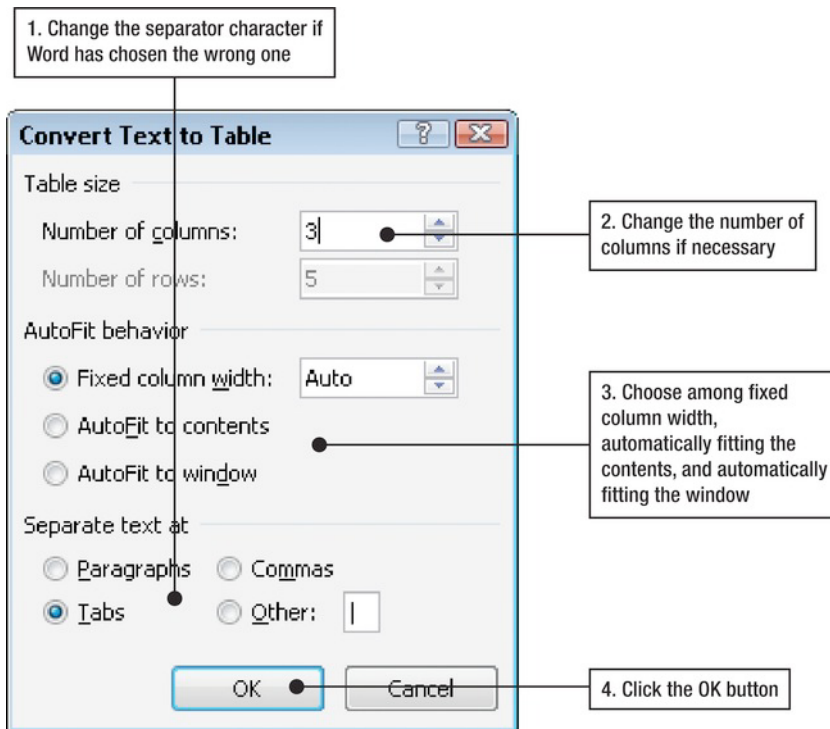 1. Change the separator character if
Word has chosen the wrong one
Convert Text to Table
Table size
Number of columns: 3
2. Change the number of
columns if necessary
Number of rows: 5
AutoFit behavior
Fixed column width: Auto
AutoFit to contents
AutoFit to window
3. Choose among fixed
column width,
automatically fitting the
contents, and automatically
fitting the window
Separate text at
Paragraphs Commas
Tabs Other: |
OK Cancel
4. Click the OK button